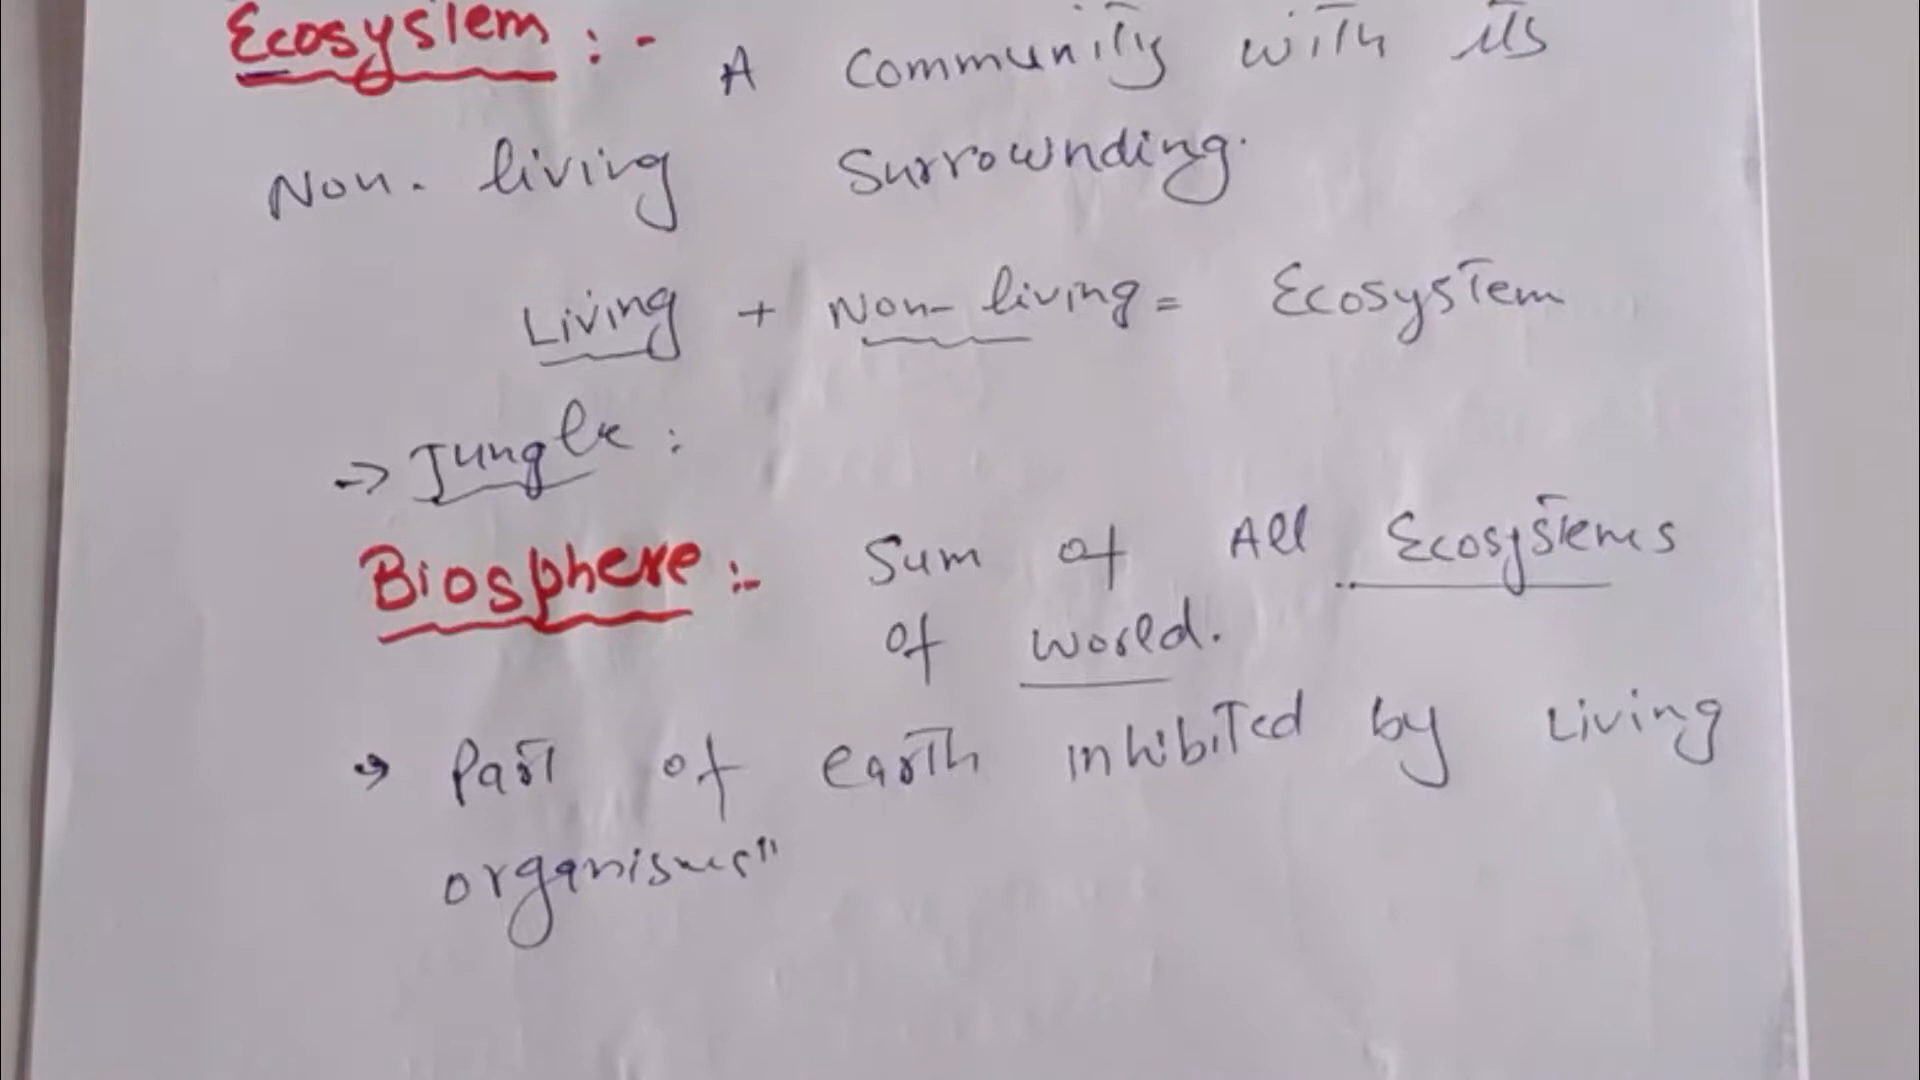 Ecosystem :- A Community with its
Non-living Surrownding.
Living + Non-living = Ecosystem
→ Jungle :
Biosphere :- Sum of All Ecosystems
of world.
→ Part of earth inhibited by Living
organisms"